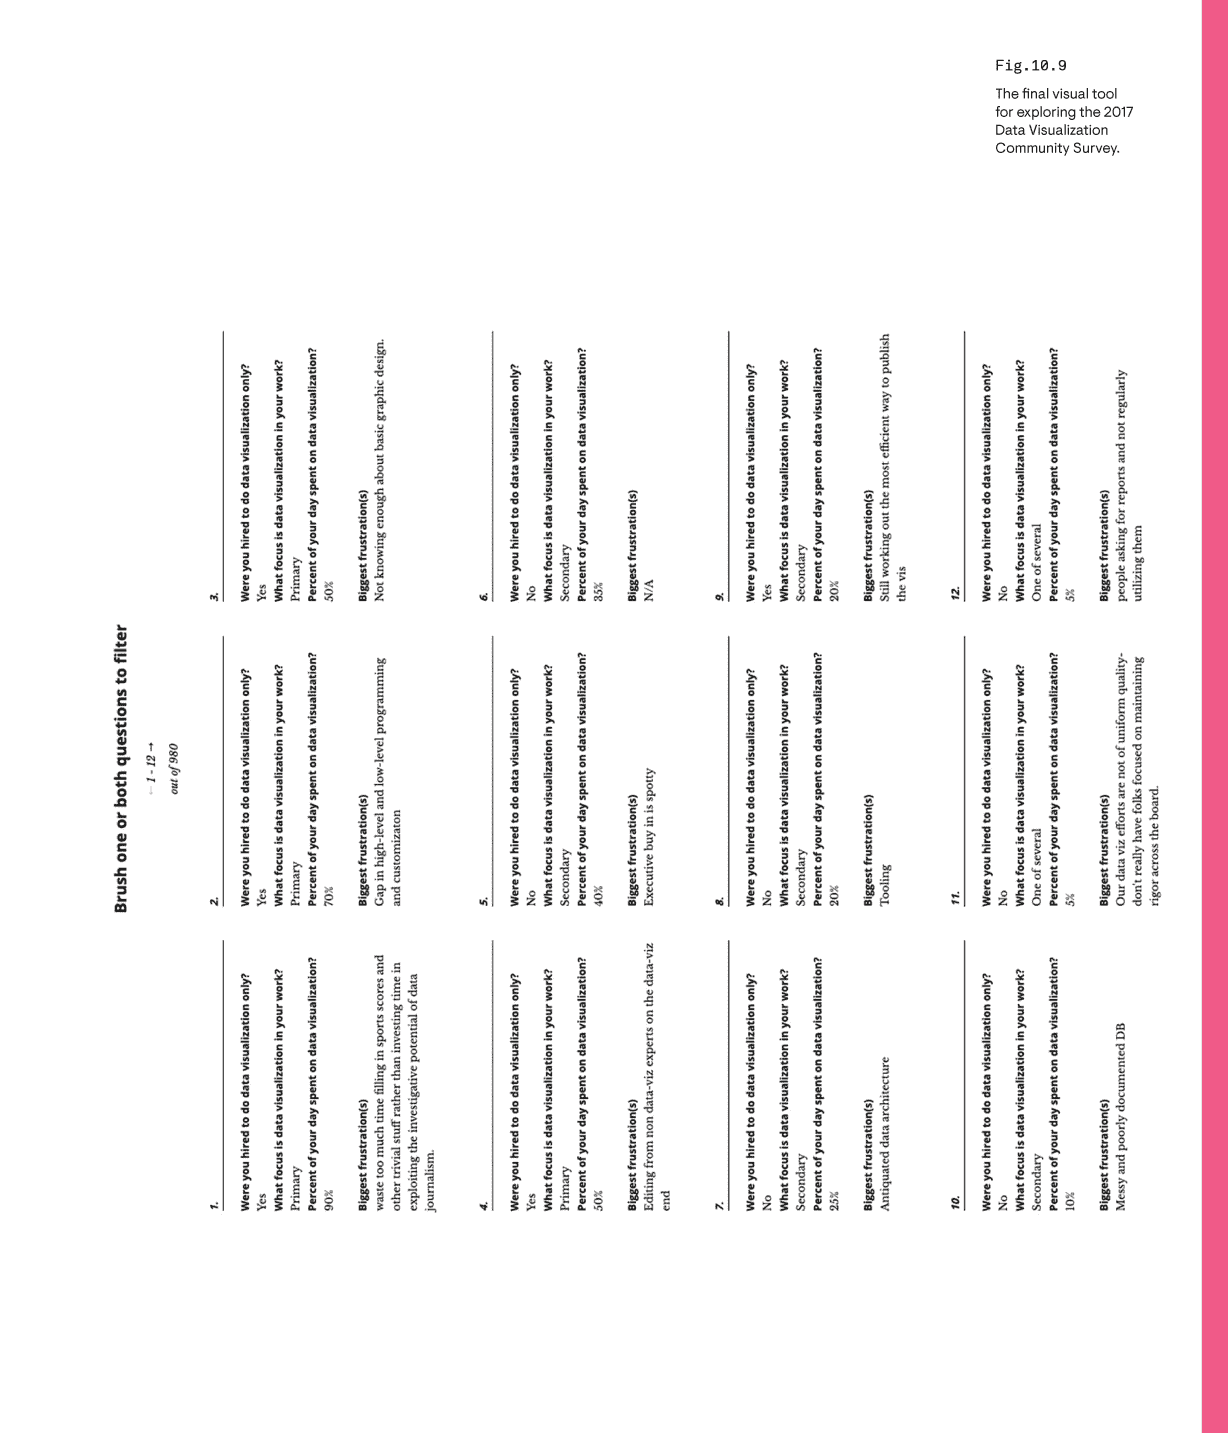 Fig.10.9
The final visual tool
for exploring the 2017
Data Visualization
Community Survey.
Brush one or both questions to filter
← 1 - 12 →
out of 980
1.
Were you hired to do data visualization only?
Yes
What focus is data visualization in your work?
Primary
Percent of your day spent on data visualization?
90%
Biggest frustration(s)
waste too much time filling in sports scores and
other trivial stuff rather than investing time in
exploiting the investigative potential of data
journalism.
2.
Were you hired to do data visualization only?
Yes
What focus is data visualization in your work?
Primary
Percent of your day spent on data visualization?
70%
Biggest frustration(s)
Gap in high-level and low-level programming
and customizaton
3.
Were you hired to do data visualization only?
Yes
What focus is data visualization in your work?
Primary
Percent of your day spent on data visualization?
50%
Biggest frustration(s)
Not knowing enough about basic graphic design.
4.
Were you hired to do data visualization only?
Yes
What focus is data visualization in your work?
Primary
Percent of your day spent on data visualization?
50%
Biggest frustration(s)
Editing from non data-viz experts on the data-viz
end
5.
Were you hired to do data visualization only?
No
What focus is data visualization in your work?
Secondary
Percent of your day spent on data visualization?
40%
Biggest frustration(s)
Executive buy in is spotty
6.
Were you hired to do data visualization only?
No
What focus is data visualization in your work?
Secondary
Percent of your day spent on data visualization?
35%
Biggest frustration(s)
N/A
7.
Were you hired to do data visualization only?
No
What focus is data visualization in your work?
Secondary
Percent of your day spent on data visualization?
25%
Biggest frustration(s)
Antiquated data architecture
8.
Were you hired to do data visualization only?
No
What focus is data visualization in your work?
Secondary
Percent of your day spent on data visualization?
20%
Biggest frustration(s)
Tooling
9.
Were you hired to do data visualization only?
Yes
What focus is data visualization in your work?
Secondary
Percent of your day spent on data visualization?
20%
Biggest frustration(s)
Still working out the most efficient way to publish
the vis
10.
Were you hired to do data visualization only?
No
What focus is data visualization in your work?
Secondary
Percent of your day spent on data visualization?
10%
Biggest frustration(s)
Messy and poorly documented DB
11.
Were you hired to do data visualization only?
No
What focus is data visualization in your work?
One of several
Percent of your day spent on data visualization?
5%
Biggest frustration(s)
Our data viz efforts are not of uniform quality-
don't really have folks focused on maintaining
rigor across the board.
12.
Were you hired to do data visualization only?
No
What focus is data visualization in your work?
One of several
Percent of your day spent on data visualization?
5%
Biggest frustration(s)
people asking for reports and not regularly
utilizing them